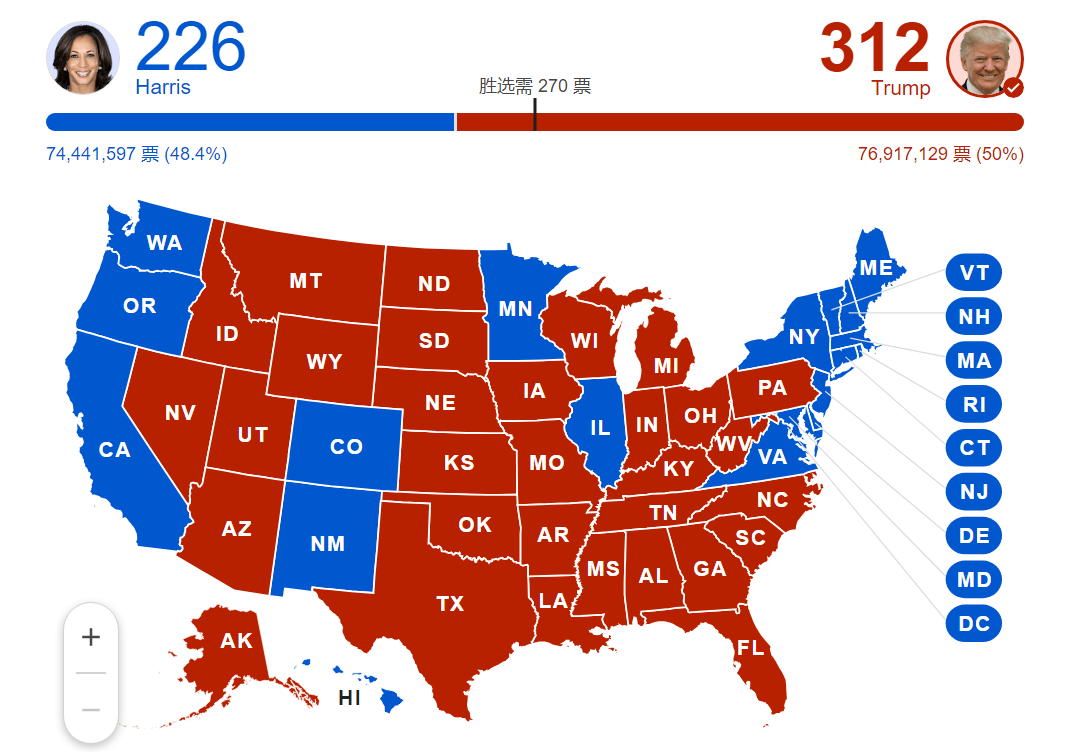 226
312
Harris
胜选需 270 票
Trump
74,441,597 票 (48.4%)
76,917,129 票 (50%)
WA
ME
VT
MT
ND
OR
MN
NH
ID
SD
WI
NY
WY
MI
MA
NE
IA
PA
NV
RI
UT
CO
IL
IN
OH
CA
KS
MO
KY
WV
VA
CT
AZ
NM
OK
AR
TN
NC
NJ
SC
DE
TX
LA
MS
AL
GA
MD
AK
FL
DC
HI
+
−